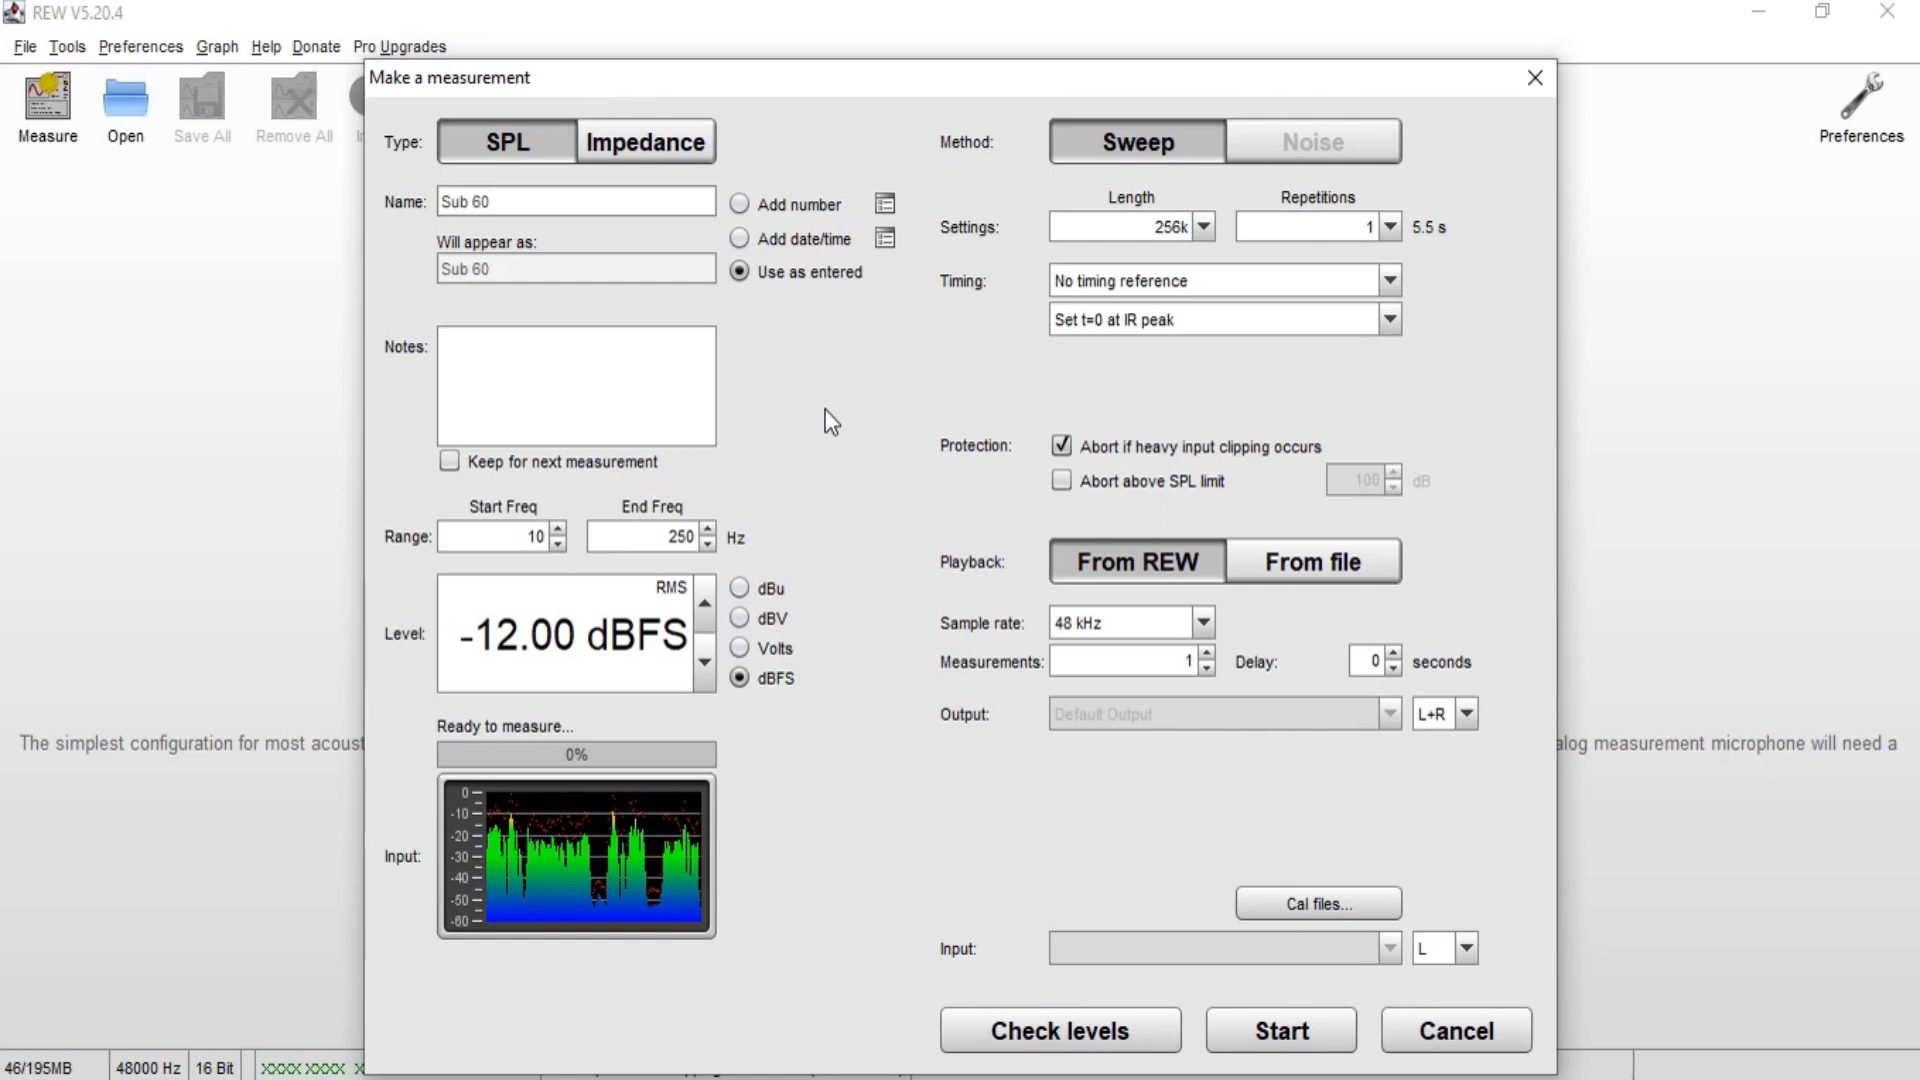 REW V5.20.4
File Tools Preferences Graph Help Donate Pro Upgrades
Measure Open Save All Remove All
Preferences
Make a measurement
Type: SPL Impedance
Name: Sub 60
Add number
Will appear as:
Add date/time
Sub 60
Use as entered
Notes:
Keep for next measurement
Start Freq End Freq
Range: 10 250 Hz
Level: RMS
-12.00 dBFS
dBu
dBV
Volts
dBFS
Ready to measure...
0%
Input:
0
-10
-20
-30
-40
-50
-60
Method: Sweep Noise
Length Repetitions
Settings: 256k 1 5.5 s
Timing: No timing reference
Set t=0 at IR peak
Protection: Abort if heavy input clipping occurs
Abort above SPL limit 100 dB
Playback: From REW From file
Sample rate: 48 kHz
Measurements: 1 Delay: 0 seconds
Output: Default Output L+R
Cal files...
Input: L
Check levels Start Cancel
The simplest configuration for most acoust
alog measurement microphone will need a
46/195MB 48000 Hz 16 Bit XXXX XXXX X